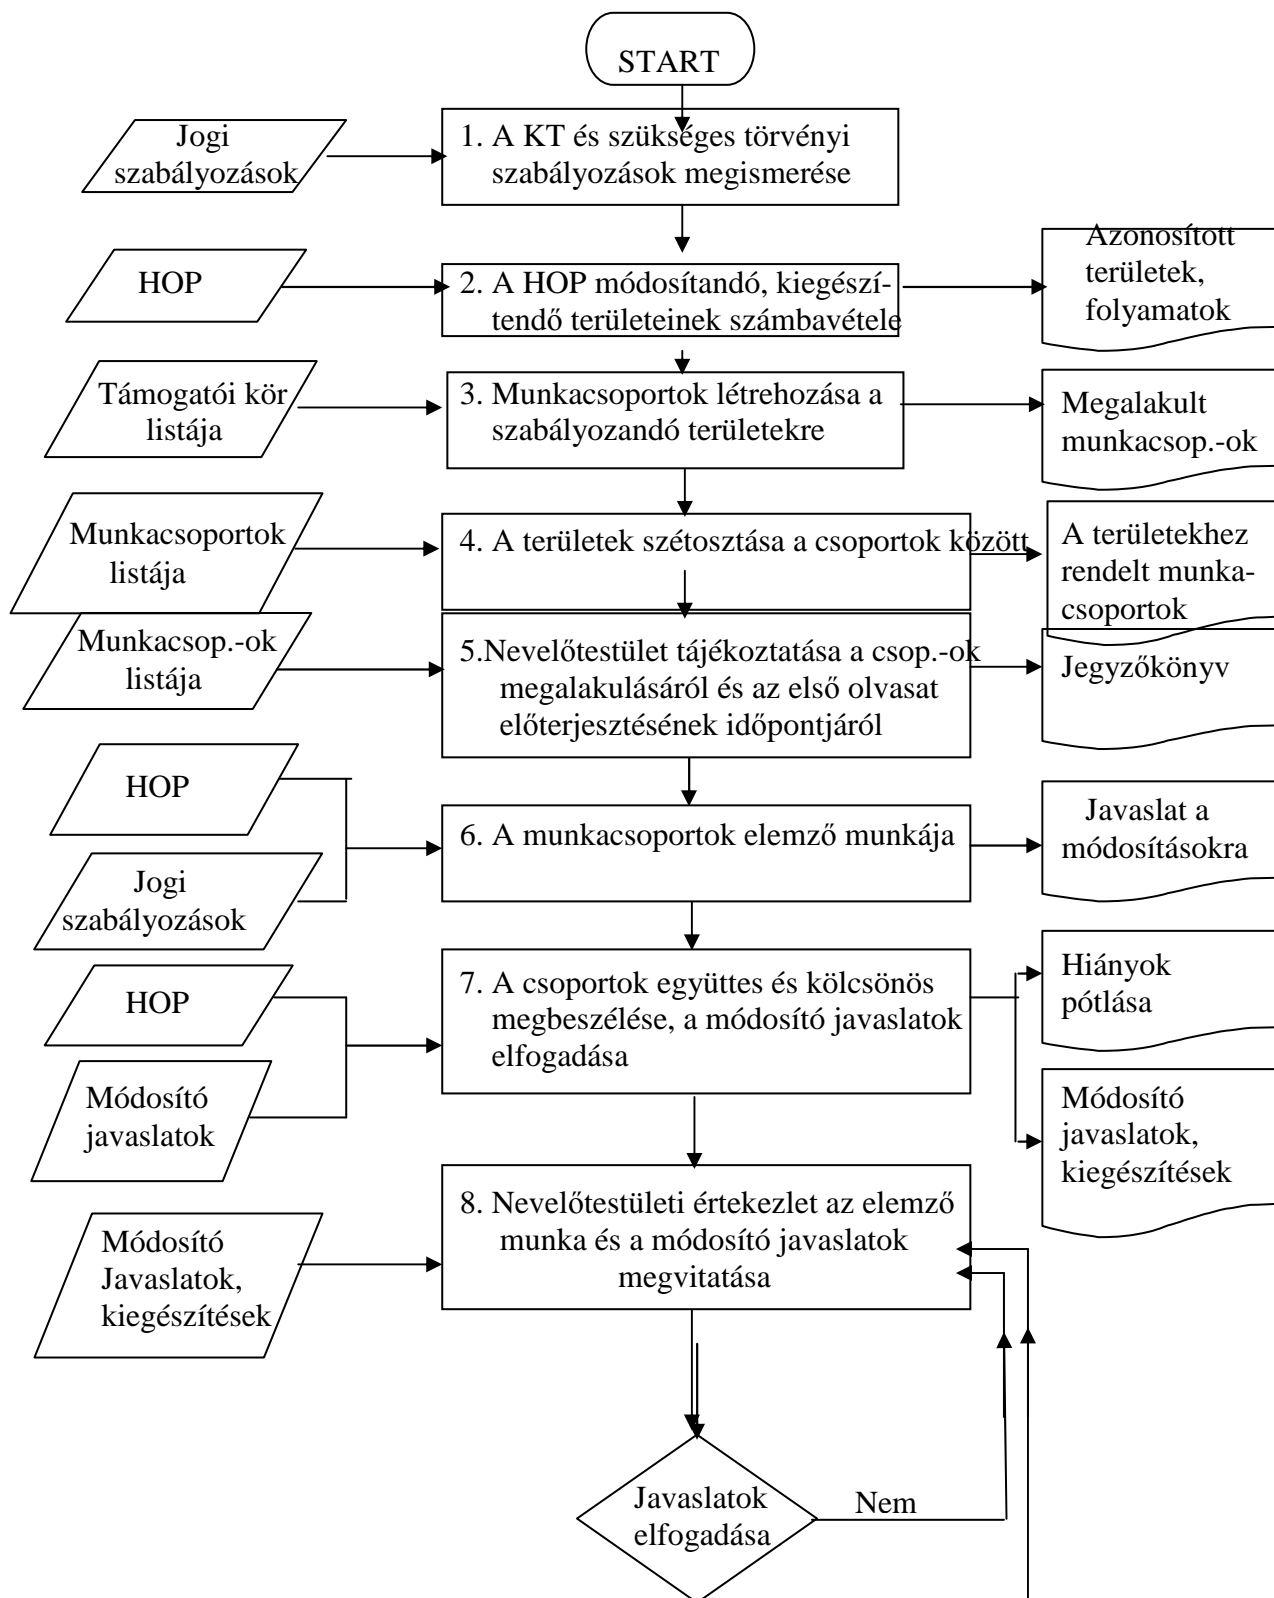 START
Jogi
szabályozások
1. A KT és szükséges törvényi
szabályozások megismerése
HOP
2. A HOP módosítandó, kiegészí-
tendő területeinek számbavétele
Azonosított
területek,
folyamatok
Támogatói kör
listája
3. Munkacsoportok létrehozása a
szabályozandó területekre
Megalakult
munkacsop.-ok
Munkacsoportok
listája
4. A területek szétosztása a csoportok között
A területekhez
rendelt munka-
csoportok
Munkacsop.-ok
listája
5.Nevelőtestület tájékoztatása a csop.-ok
megalakulásáról és az első olvasat
előterjesztésének időpontjáról
Jegyzőkönyv
HOP
Jogi
szabályozások
6. A munkacsoportok elemző munkája
Javaslat a
módosításokra
HOP
Módosító
javaslatok
7. A csoportok együttes és kölcsönös
megbeszélése, a módosító javaslatok
elfogadása
Hiányok
pótlása
Módosító
javaslatok,
kiegészítések
Módosító
Javaslatok,
kiegészítések
8. Nevelőtestületi értekezlet az elemző
munka és a módosító javaslatok
megvitatása
Javaslatok
elfogadása
Nem